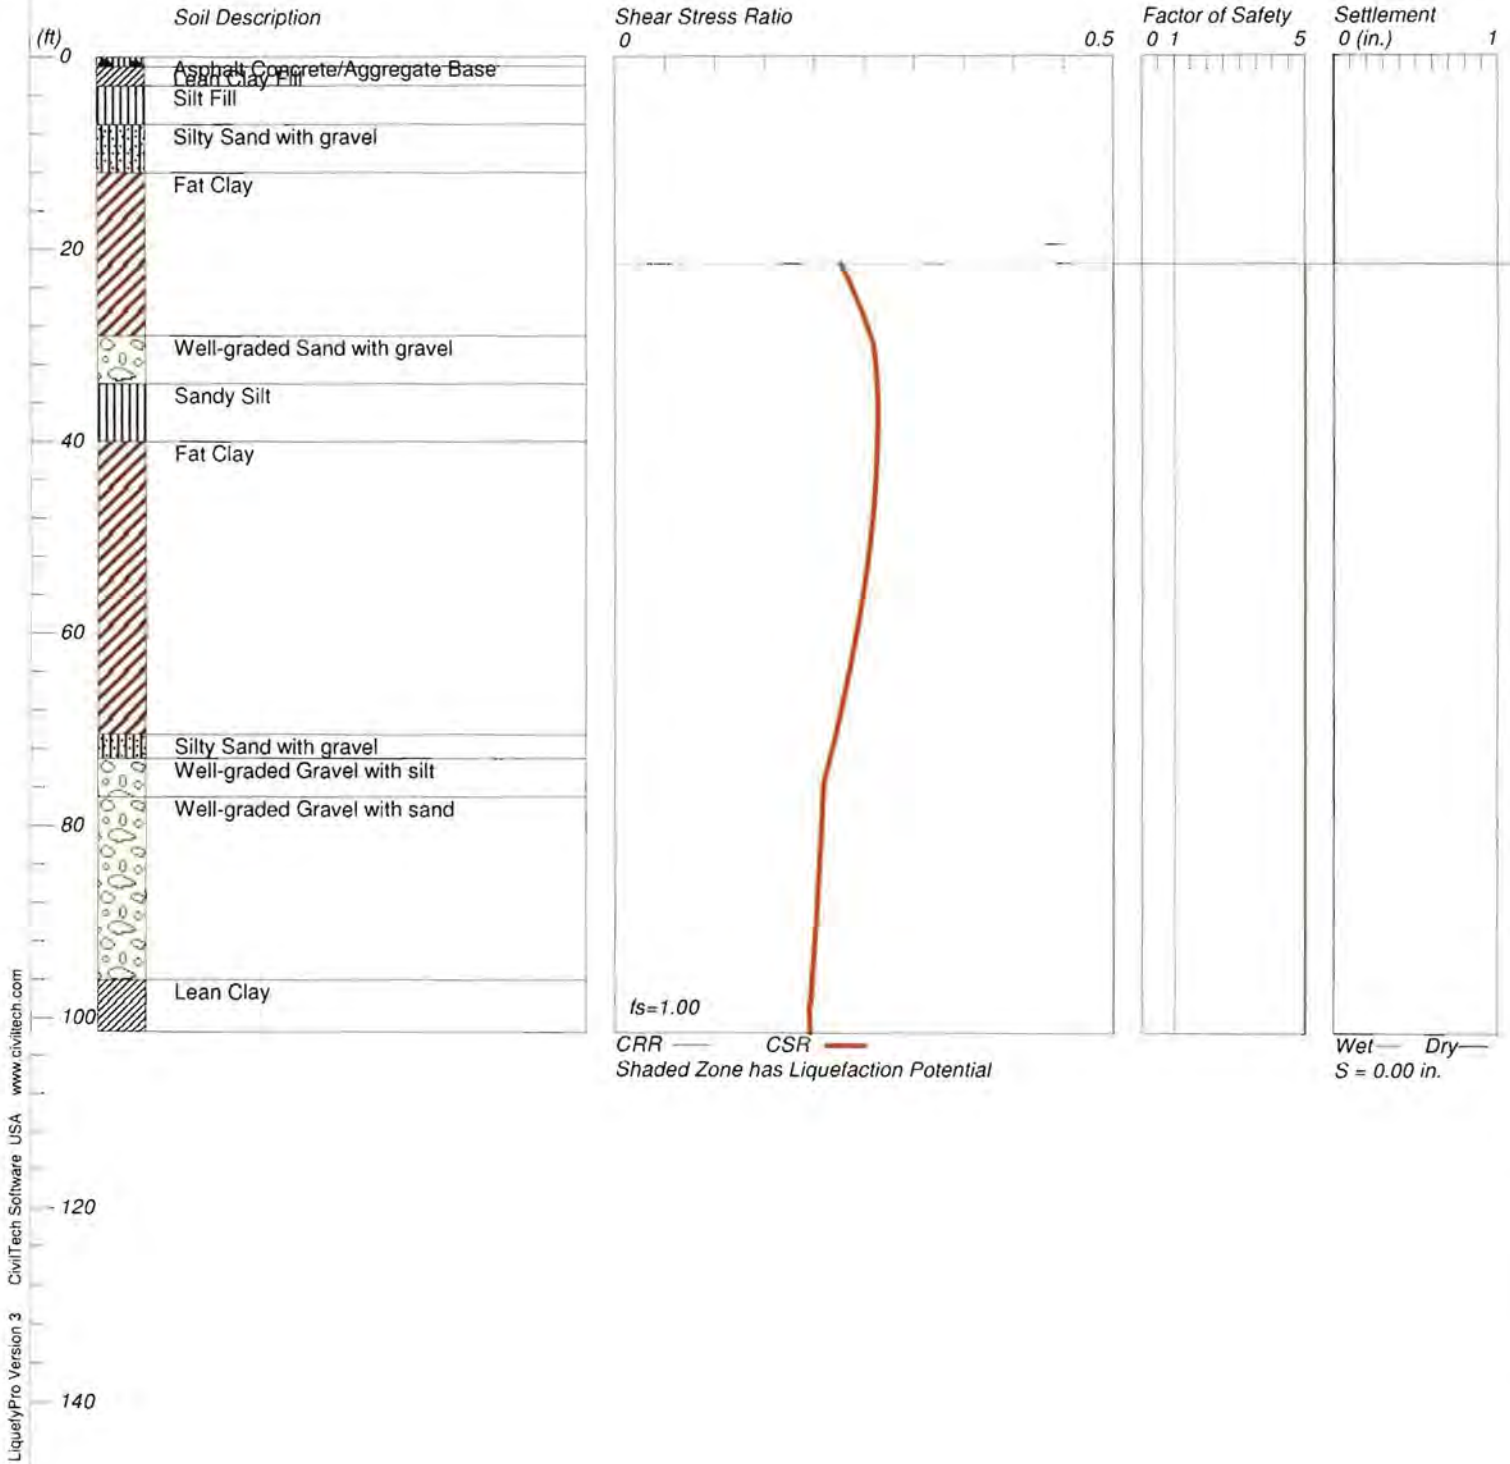 Soil Description
Shear Stress Ratio
Factor of Safety
Settlement
(ft)
0
0.5
0 1
5
0 (in.)
1
0
Asphalt Concrete/Aggregate Base
Lean Clay Fill
Silt Fill
Silty Sand with gravel
Fat Clay
20
Well-graded Sand with gravel
Sandy Silt
40
Fat Clay
60
Silty Sand with gravel
Well-graded Gravel with silt
Well-graded Gravel with sand
80
Lean Clay
100
fs=1.00
CRR
CSR
Shaded Zone has Liquefaction Potential
Wet
Dry
S = 0.00 in.
120
140
LiquefyPro Version 3 CivilTech Software USA www.civiltech.com